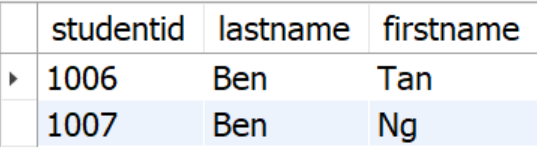 studentid lastname firstname
1006 Ben Tan
1007 Ben Ng